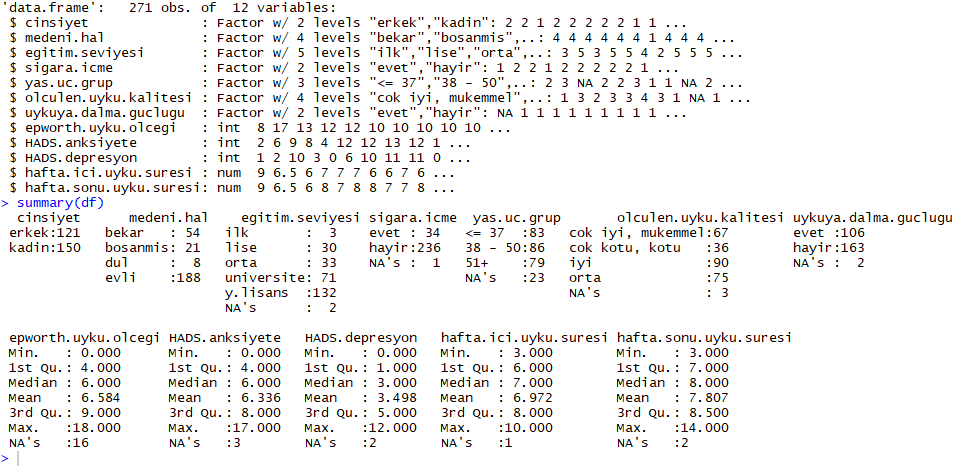 'data.frame':   271 obs. of  12 variables:
 $ cinsiyet              : Factor w/ 2 levels "erkek","kadin": 2 2 1 2 2 2 2 2 1 1 ...
 $ medeni.hal            : Factor w/ 4 levels "bekar","bosanmis",..: 4 4 4 4 4 4 1 4 4 4 ...
 $ egitim.seviyesi       : Factor w/ 5 levels "ilk","lise","orta",..: 3 5 3 5 5 4 2 5 5 5 ...
 $ sigara.icme           : Factor w/ 2 levels "evet","hayir": 1 2 2 1 2 2 2 2 2 1 ...
 $ yas.uc.grup           : Factor w/ 3 levels "<= 37","38 - 50",..: 2 3 NA 2 2 3 1 1 NA 2 ...
 $ olculen.uyku.kalitesi : Factor w/ 4 levels "cok iyi, mukemmel",..: 1 3 2 3 3 4 3 1 NA 1 ...
 $ uykuya.dalma.guclugu  : Factor w/ 2 levels "evet","hayir": NA 1 1 1 1 1 1 1 1 1 ...
 $ epworth.uyku.olcegi   : int  8 17 13 12 12 10 10 10 10 10 ...
 $ HADS.anksiyete        : int  2 6 9 8 4 12 12 13 12 1 ...
 $ HADS.depresyon        : int  1 2 10 3 0 6 10 11 11 0 ...
 $ hafta.ici.uyku.suresi : num  9 6.5 6 7 7 7 6 6 7 6 ...
 $ hafta.sonu.uyku.suresi: num  9 6.5 6 8 7 8 8 7 7 8 ...
> summary(df)
  cinsiyet      medeni.hal     egitim.seviyesi sigara.icme  yas.uc.grup       olculen.uyku.kalitesi uykuya.dalma.guclugu
 erkek:121   bekar   : 54   ilk       :  3   evet : 34   <= 37  :83   cok iyi, mukemmel:67   evet :106
 kadin:150   bosanmis: 21   lise      : 30   hayir:236   38 - 50:86   cok kotu, kotu   :36   hayir:163
             dul     :  8   orta      : 33   NA's :  1   51+    :79   iyi              :90   NA's :  2
             evli    :188   universite: 71               NA's   :23   orta             :75
                            y.lisans  :132                            NA's             : 3
                            NA's      :  2
 epworth.uyku.olcegi HADS.anksiyete   HADS.depresyon   hafta.ici.uyku.suresi hafta.sonu.uyku.suresi
 Min.   : 0.000      Min.   : 0.000   Min.   : 0.000   Min.   : 3.000        Min.   : 3.000
 1st Qu.: 4.000      1st Qu.: 4.000   1st Qu.: 1.000   1st Qu.: 6.000        1st Qu.: 7.000
 Median : 6.000      Median : 6.000   Median : 3.000   Median : 7.000        Median : 8.000
 Mean   : 6.584      Mean   : 6.336   Mean   : 3.498   Mean   : 6.972        Mean   : 7.807
 3rd Qu.: 9.000      3rd Qu.: 8.000   3rd Qu.: 5.000   3rd Qu.: 8.000        3rd Qu.: 8.500
 Max.   :18.000      Max.   :17.000   Max.   :12.000   Max.   :10.000        Max.   :14.000
 NA's   :16          NA's   :3        NA's   :2        NA's   :1             NA's   :2
>